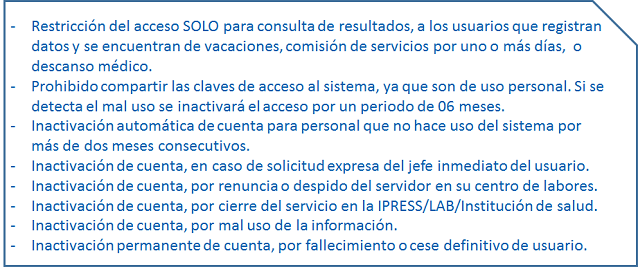 - Restricción del acceso SOLO para consulta de resultados, a los usuarios que registran
datos y se encuentran de vacaciones, comisión de servicios por uno o más días, o
descanso médico.
- Prohibido compartir las claves de acceso al sistema, ya que son de uso personal. Si se
detecta el mal uso se inactivará el acceso por un periodo de 06 meses.
- Inactivación automática de cuenta para personal que no hace uso del sistema por
más de dos meses consecutivos.
- Inactivación de cuenta, en caso de solicitud expresa del jefe inmediato del usuario.
- Inactivación de cuenta, por renuncia o despido del servidor en su centro de labores.
- Inactivación de cuenta, por cierre del servicio en la IPRESS/LAB/Institución de salud.
- Inactivación de cuenta, por mal uso de la información.
- Inactivación permanente de cuenta, por fallecimiento o cese definitivo de usuario.